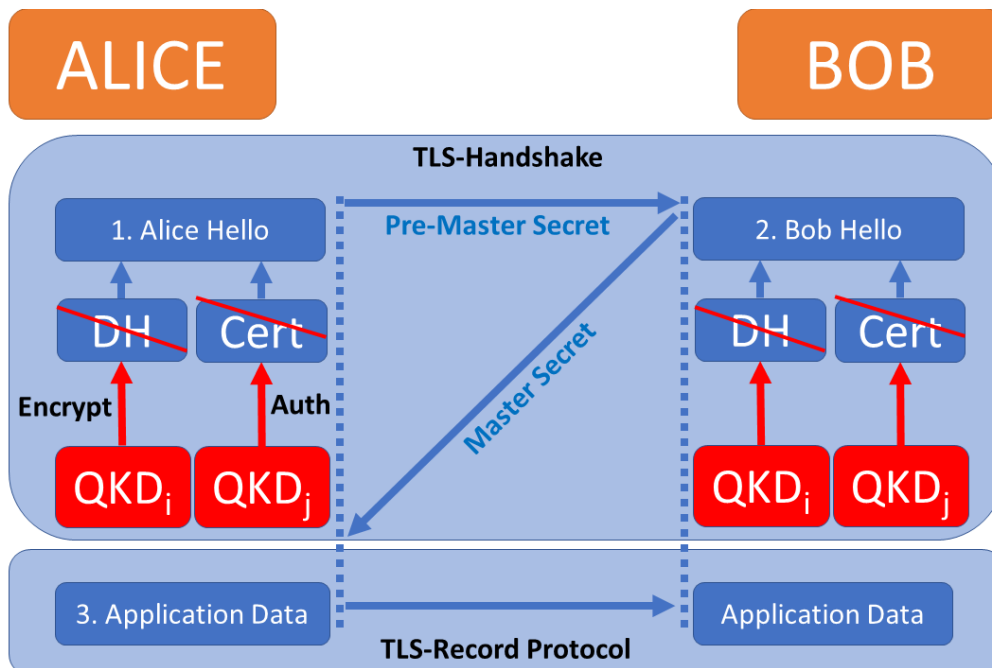 ALICE
BOB
TLS-Handshake
1. Alice Hello
Pre-Master Secret
2. Bob Hello
DH
Cert
DH
Cert
Master Secret
Encrypt
Auth
QKDi
QKDj
QKDi
QKDj
3. Application Data
Application Data
TLS-Record Protocol